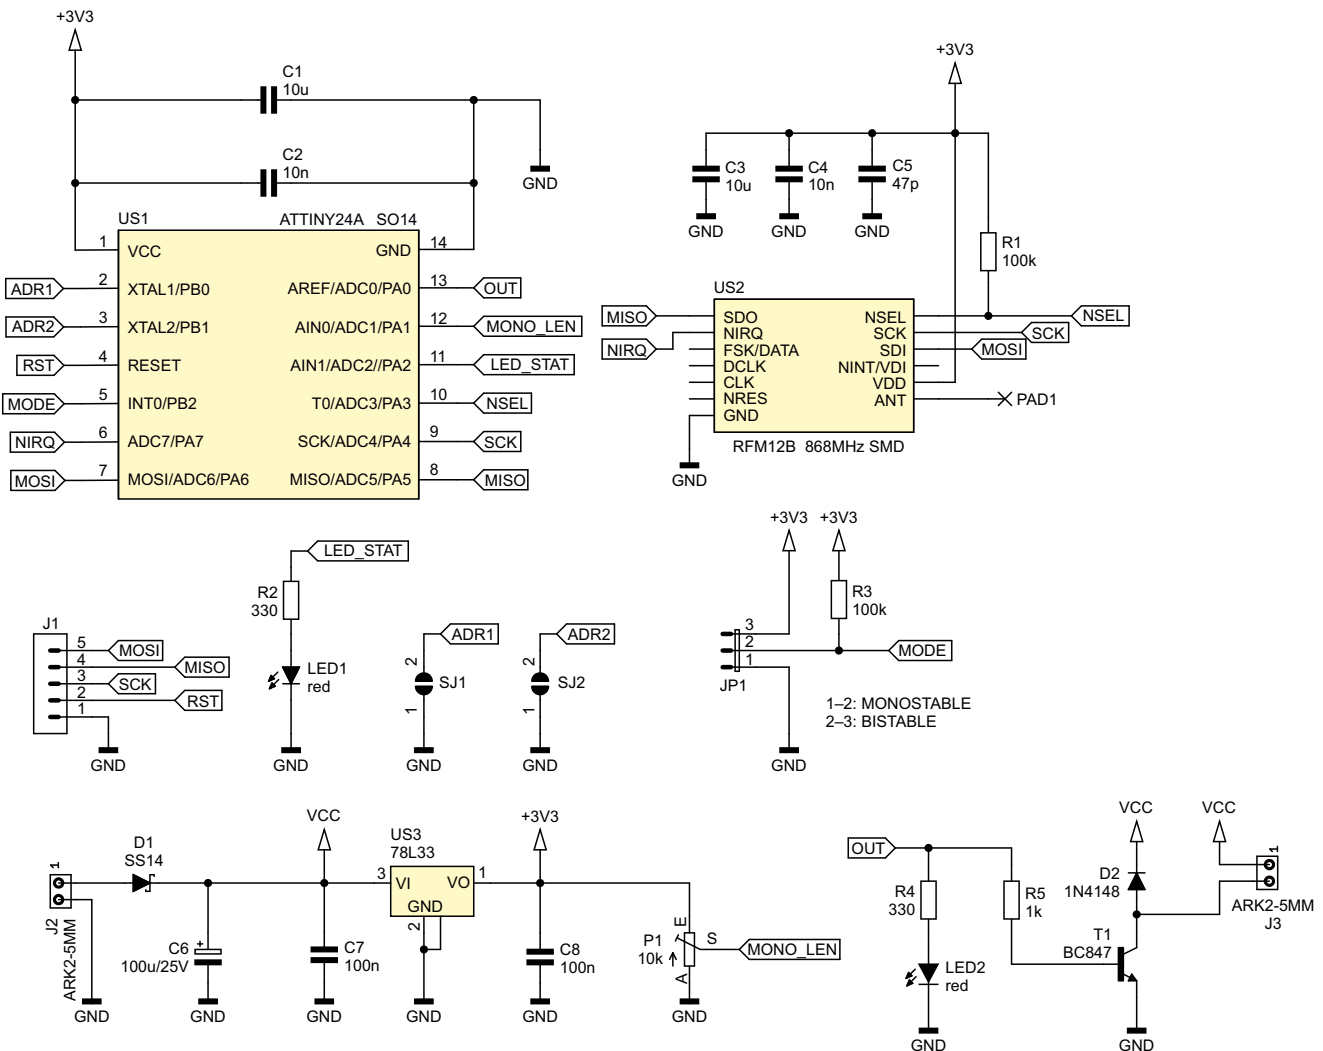 +3V3
C1
10u
C2
10n
GND
US1
ATTINY24A SO14
1 VCC
GND 14
ADR1 2 XTAL1/PB0
AREF/ADC0/PA0 13 OUT
ADR2 3 XTAL2/PB1
AIN0/ADC1/PA1 12 MONO_LEN
RST 4 RESET
AIN1/ADC2//PA2 11 LED_STAT
MODE 5 INT0/PB2
T0/ADC3/PA3 10 NSEL
NIRQ 6 ADC7/PA7
SCK/ADC4/PA4 9 SCK
MOSI 7 MOSI/ADC6/PA6
MISO/ADC5/PA5 8 MISO
+3V3
C3
10u
C4
10n
C5
47p
GND
GND
GND
R1
100k
US2
MISO SDO
NSEL NSEL
NIRQ NIRQ
SCK SCK
FSK/DATA
SDI MOSI
DCLK
NINT/VDI
CLK
VDD
NRES
ANT PAD1
GND
RFM12B 868MHz SMD
GND
J1
5 MOSI
4 MISO
3 SCK
2 RST
1
GND
LED_STAT
R2
330
LED1
red
GND
ADR1
2
SJ1
1
GND
ADR2
2
SJ2
1
GND
+3V3
+3V3
R3
100k
3
2
1
MODE
JP1
1–2: MONOSTABLE
2–3: BISTABLE
GND
1
2
J2
ARK2-5MM
GND
D1
SS14
C6
+
100u/25V
GND
VCC
C7
100n
GND
US3
78L33
3 VI
VO 1
GND
2
GND
+3V3
C8
100n
GND
P1
10k
E
S
A
MONO_LEN
GND
OUT
R4
330
LED2
red
GND
R5
1k
VCC
D2
1N4148
T1
BC847
GND
VCC
1
2
ARK2-5MM
J3